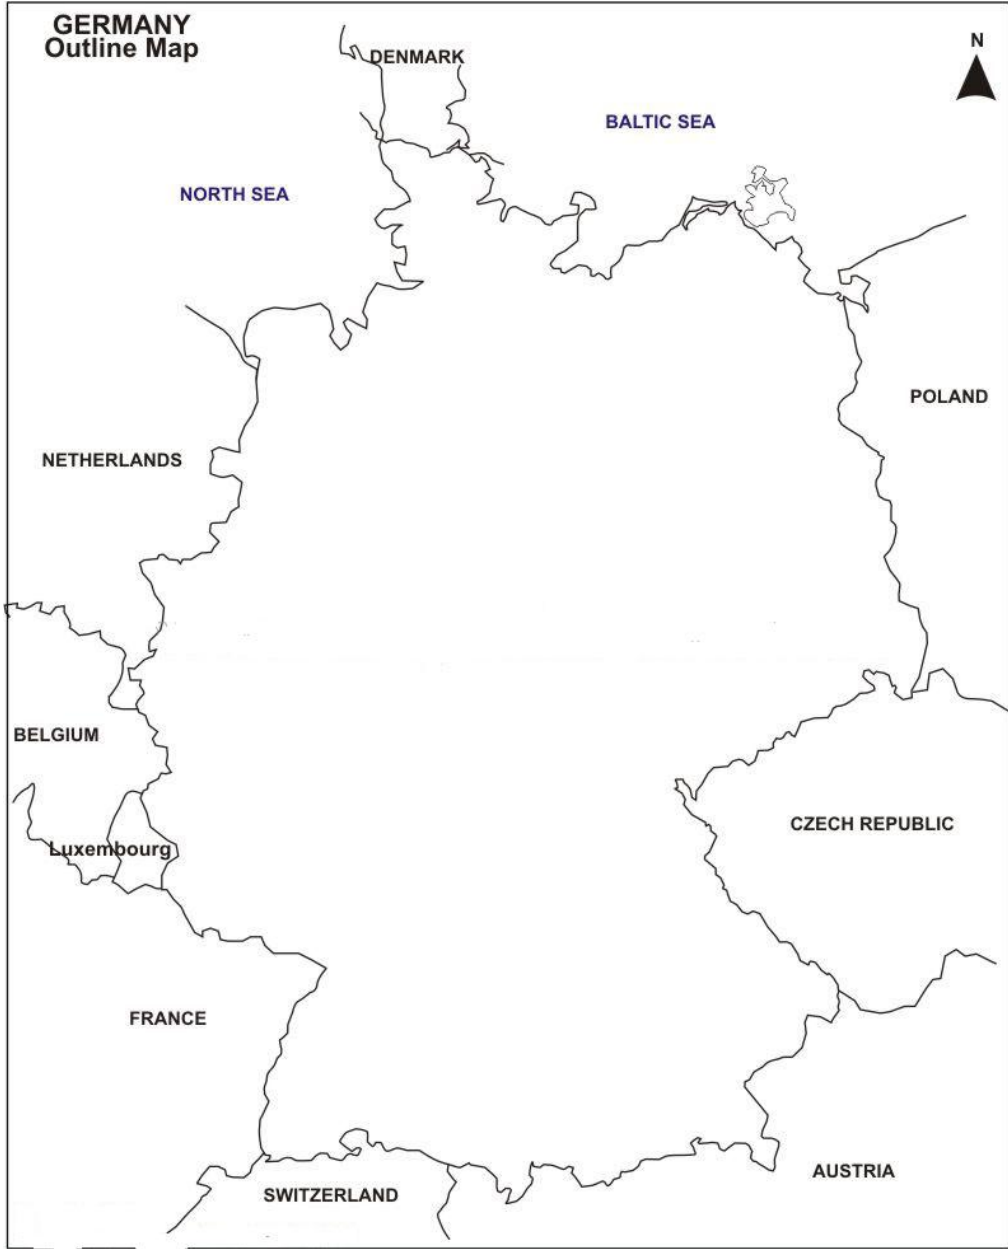 GERMANY
Outline Map
N
DENMARK
BALTIC SEA
NORTH SEA
POLAND
NETHERLANDS
BELGIUM
CZECH REPUBLIC
Luxembourg
FRANCE
AUSTRIA
SWITZERLAND